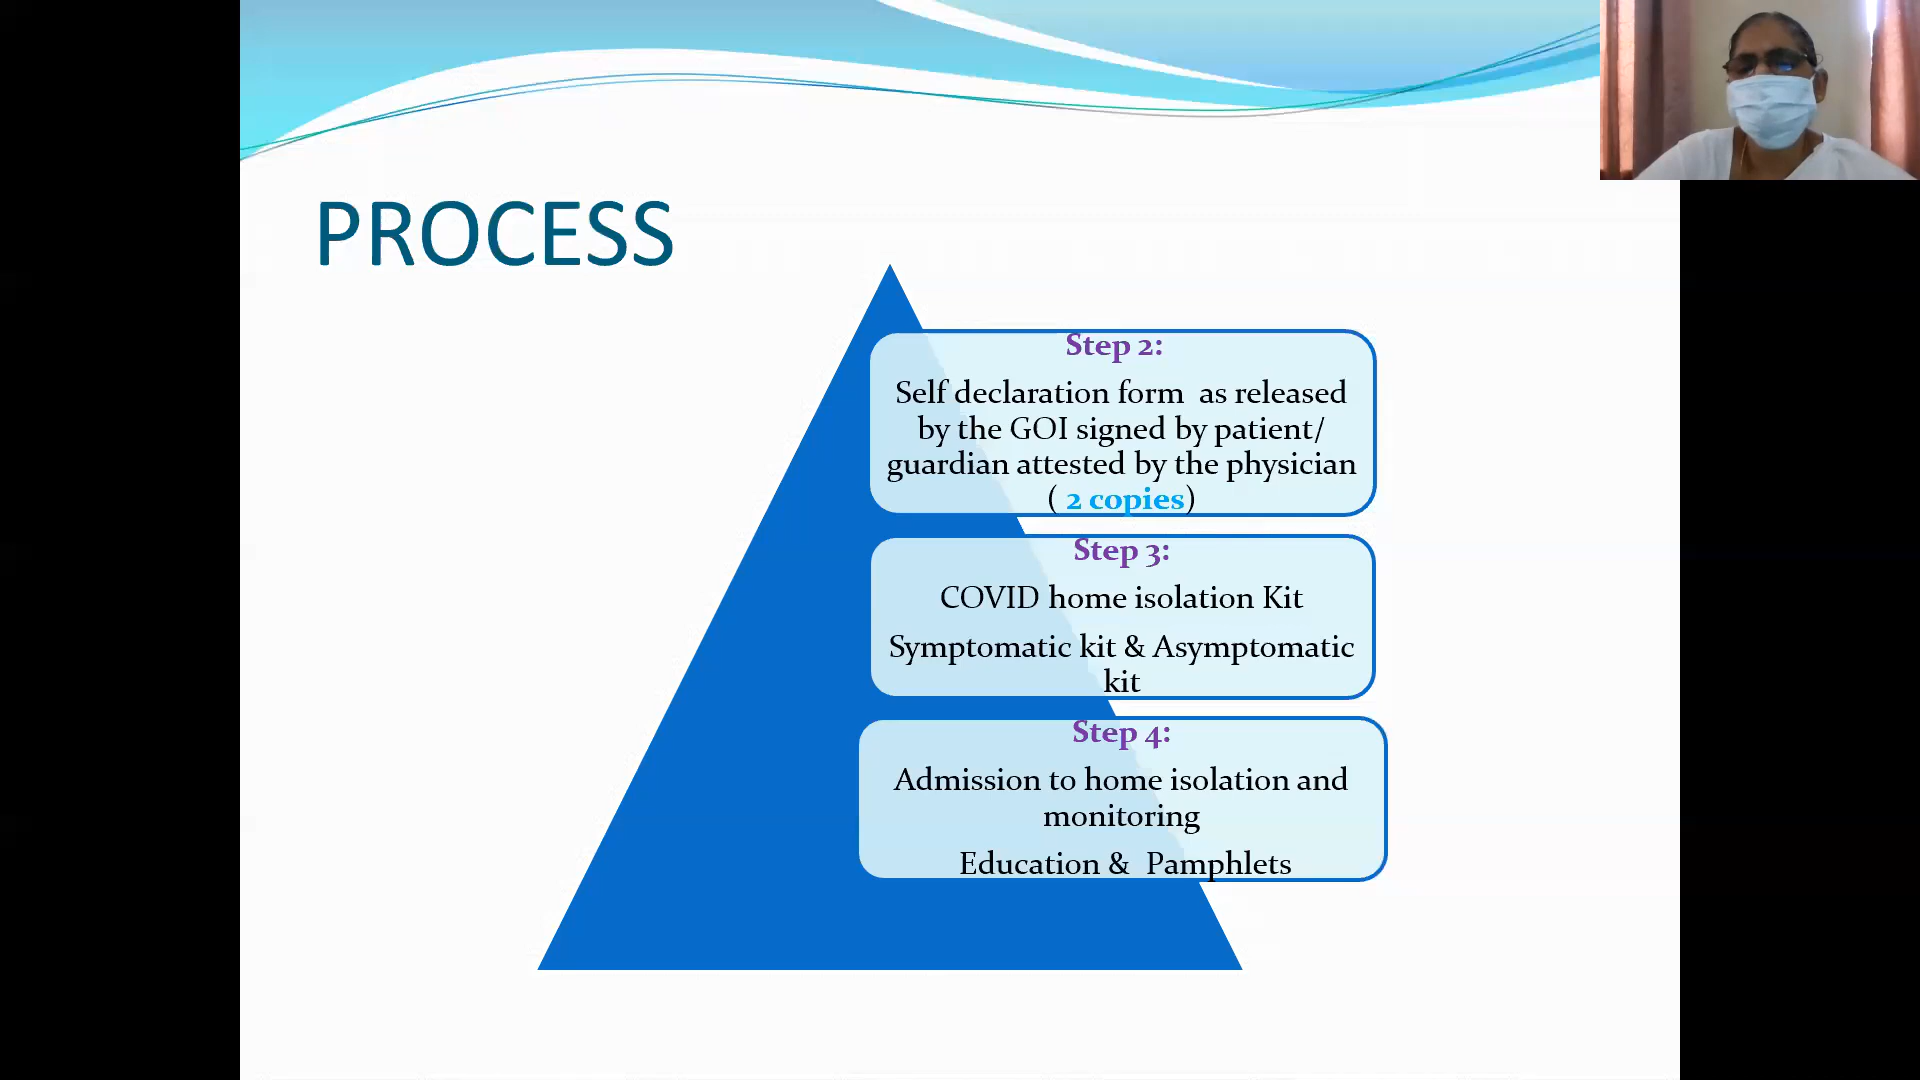 PROCESS
Step 2:
Self declaration form as released
by the GOI signed by patient/
guardian attested by the physician
( 2 copies)
Step 3:
COVID home isolation Kit
Symptomatic kit & Asymptomatic
kit
Step 4:
Admission to home isolation and
monitoring
Education & Pamphlets